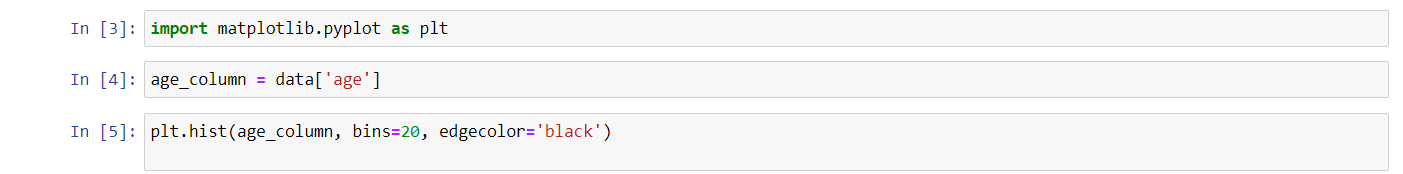 In [3]: import matplotlib.pyplot as plt
In [4]: age_column = data['age']
In [5]: plt.hist(age_column, bins=20, edgecolor='black')